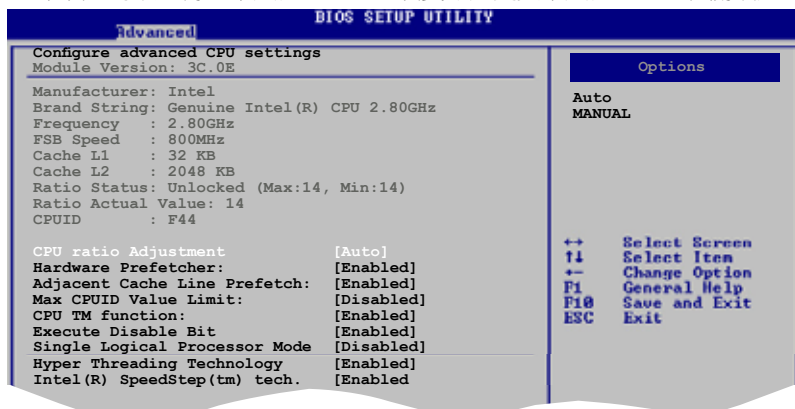 BIOS SETUP UTILITY
Advanced
Configure advanced CPU settings
Module Version: 3C.0E
Manufacturer: Intel
Brand String: Genuine Intel(R) CPU 2.80GHz
Frequency : 2.80GHz
FSB Speed : 800MHz
Cache L1 : 32 KB
Cache L2 : 2048 KB
Ratio Status: Unlocked (Max:14, Min:14)
Ratio Actual Value: 14
CPUID : F44
CPU ratio Adjustment [Auto]
Hardware Prefetcher: [Enabled]
Adjacent Cache Line Prefetch: [Enabled]
Max CPUID Value Limit: [Disabled]
CPU TM function: [Enabled]
Execute Disable Bit [Enabled]
Single Logical Processor Mode [Disabled]
Hyper Threading Technology [Enabled]
Intel(R) SpeedStep(tm) tech. [Enabled
Options
Auto
MANUAL
←→ Select Screen
↑↓ Select Item
+- Change Option
F1 General Help
F10 Save and Exit
ESC Exit